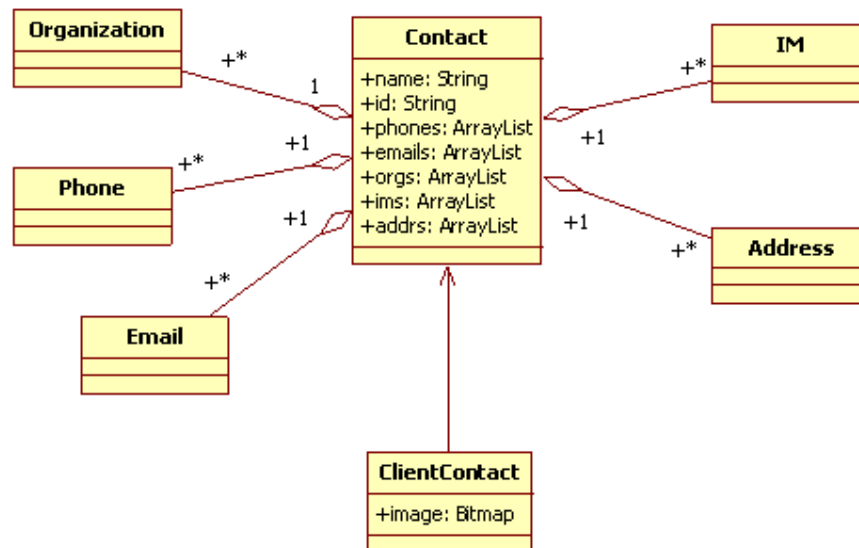 Organization
+*
1
Contact
+name: String
+id: String
+phones: ArrayList
+emails: ArrayList
+orgs: ArrayList
+ims: ArrayList
+addrs: ArrayList
IM
+*
+1
Phone
+*
+1
Email
+*
+1
Address
+*
+1
ClientContact
+image: Bitmap